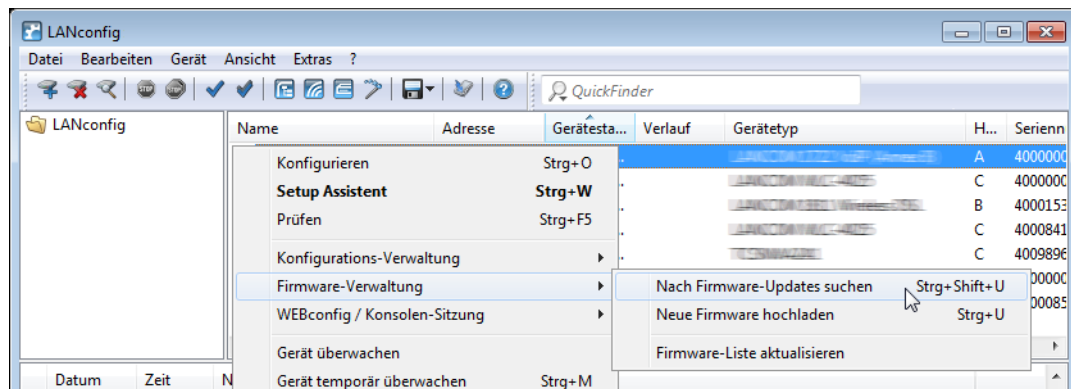 LANconfig
Datei Bearbeiten Gerät Ansicht Extras ?
QuickFinder
LANconfig
Name Adresse Gerätesta... Verlauf Gerätetyp H... Serienn
A 4000000
C 4000000
B 4000153
C 4000841
C 4009896
Konfigurieren Strg+O
Setup Assistent Strg+W
Prüfen Strg+F5
Konfigurations-Verwaltung
Firmware-Verwaltung
WEBconfig / Konsolen-Sitzung
Gerät überwachen
Gerät temporär überwachen Strg+M
Nach Firmware-Updates suchen Strg+Shift+U
Neue Firmware hochladen Strg+U
Firmware-Liste aktualisieren
Datum Zeit N